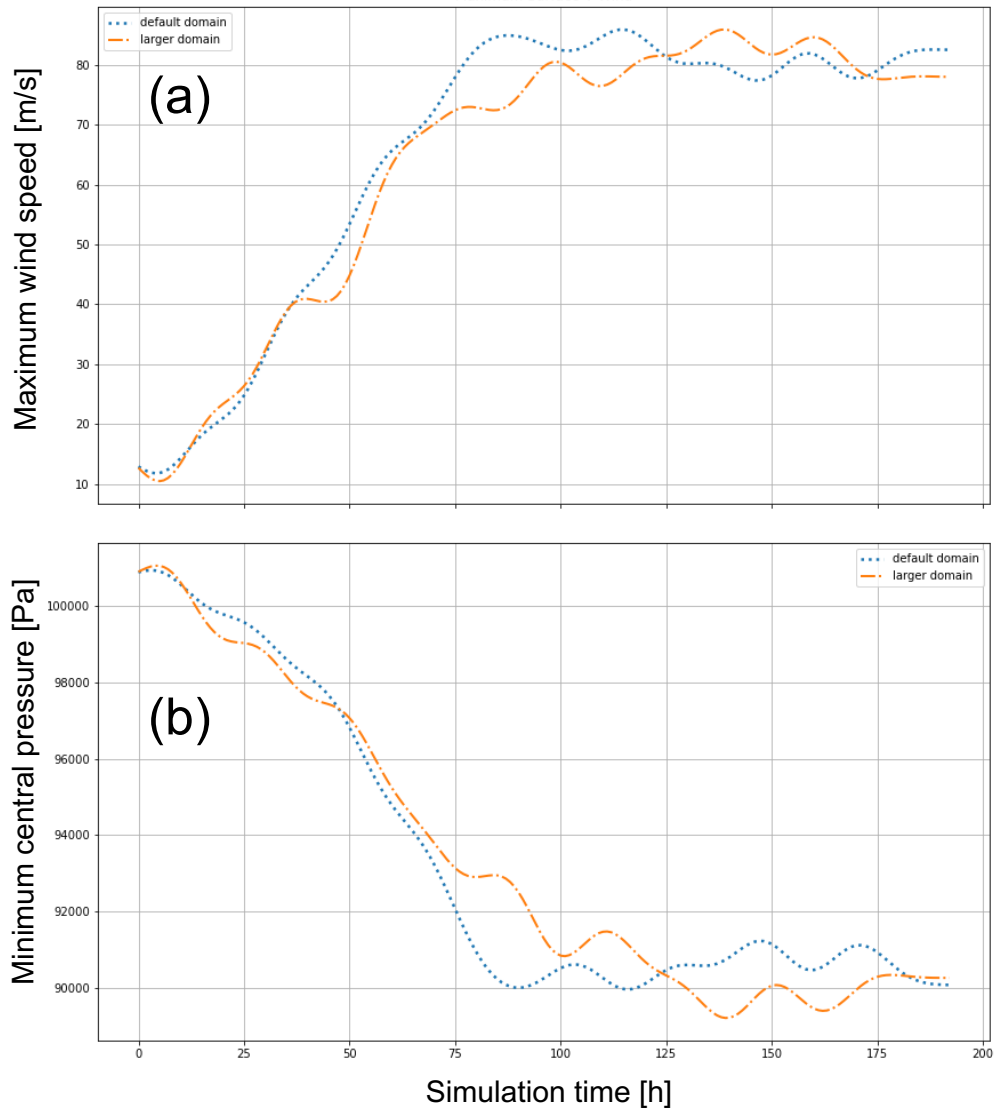 default domain
larger domain
(a)
Maximum wind speed [m/s]
80
70
60
50
40
30
20
10
default domain
larger domain
(b)
Minimum central pressure [Pa]
100000
98000
96000
94000
92000
90000
0 25 50 75 100 125 150 175 200
Simulation time [h]